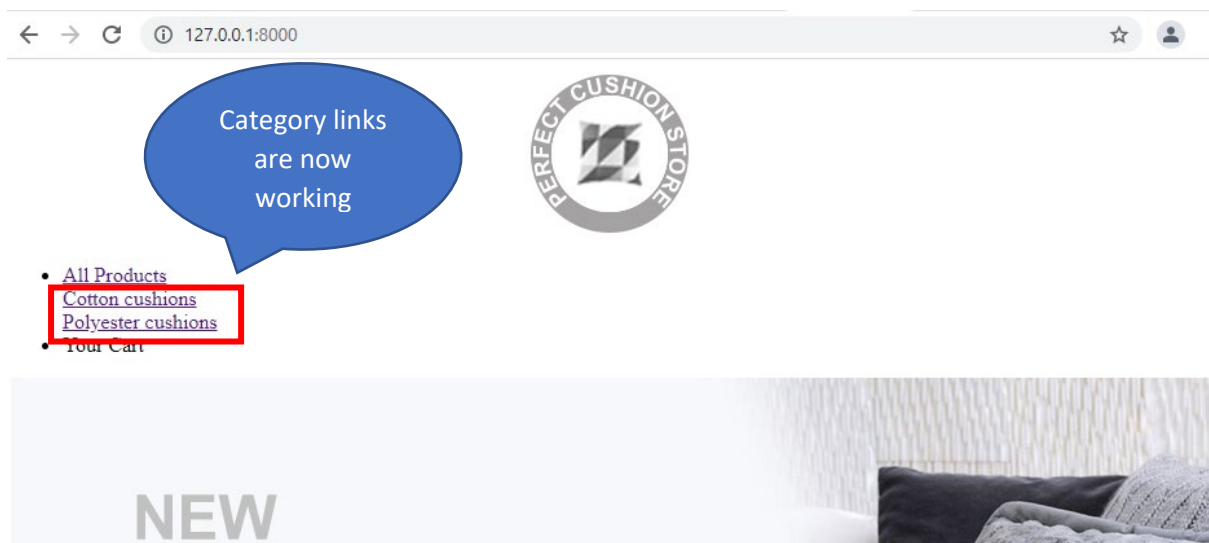 127.0.0.1:8000
PERFECT CUSHION STORE
Category links
are now
working
All Products
Cotton cushions
Polyester cushions
Your Cart
NEW